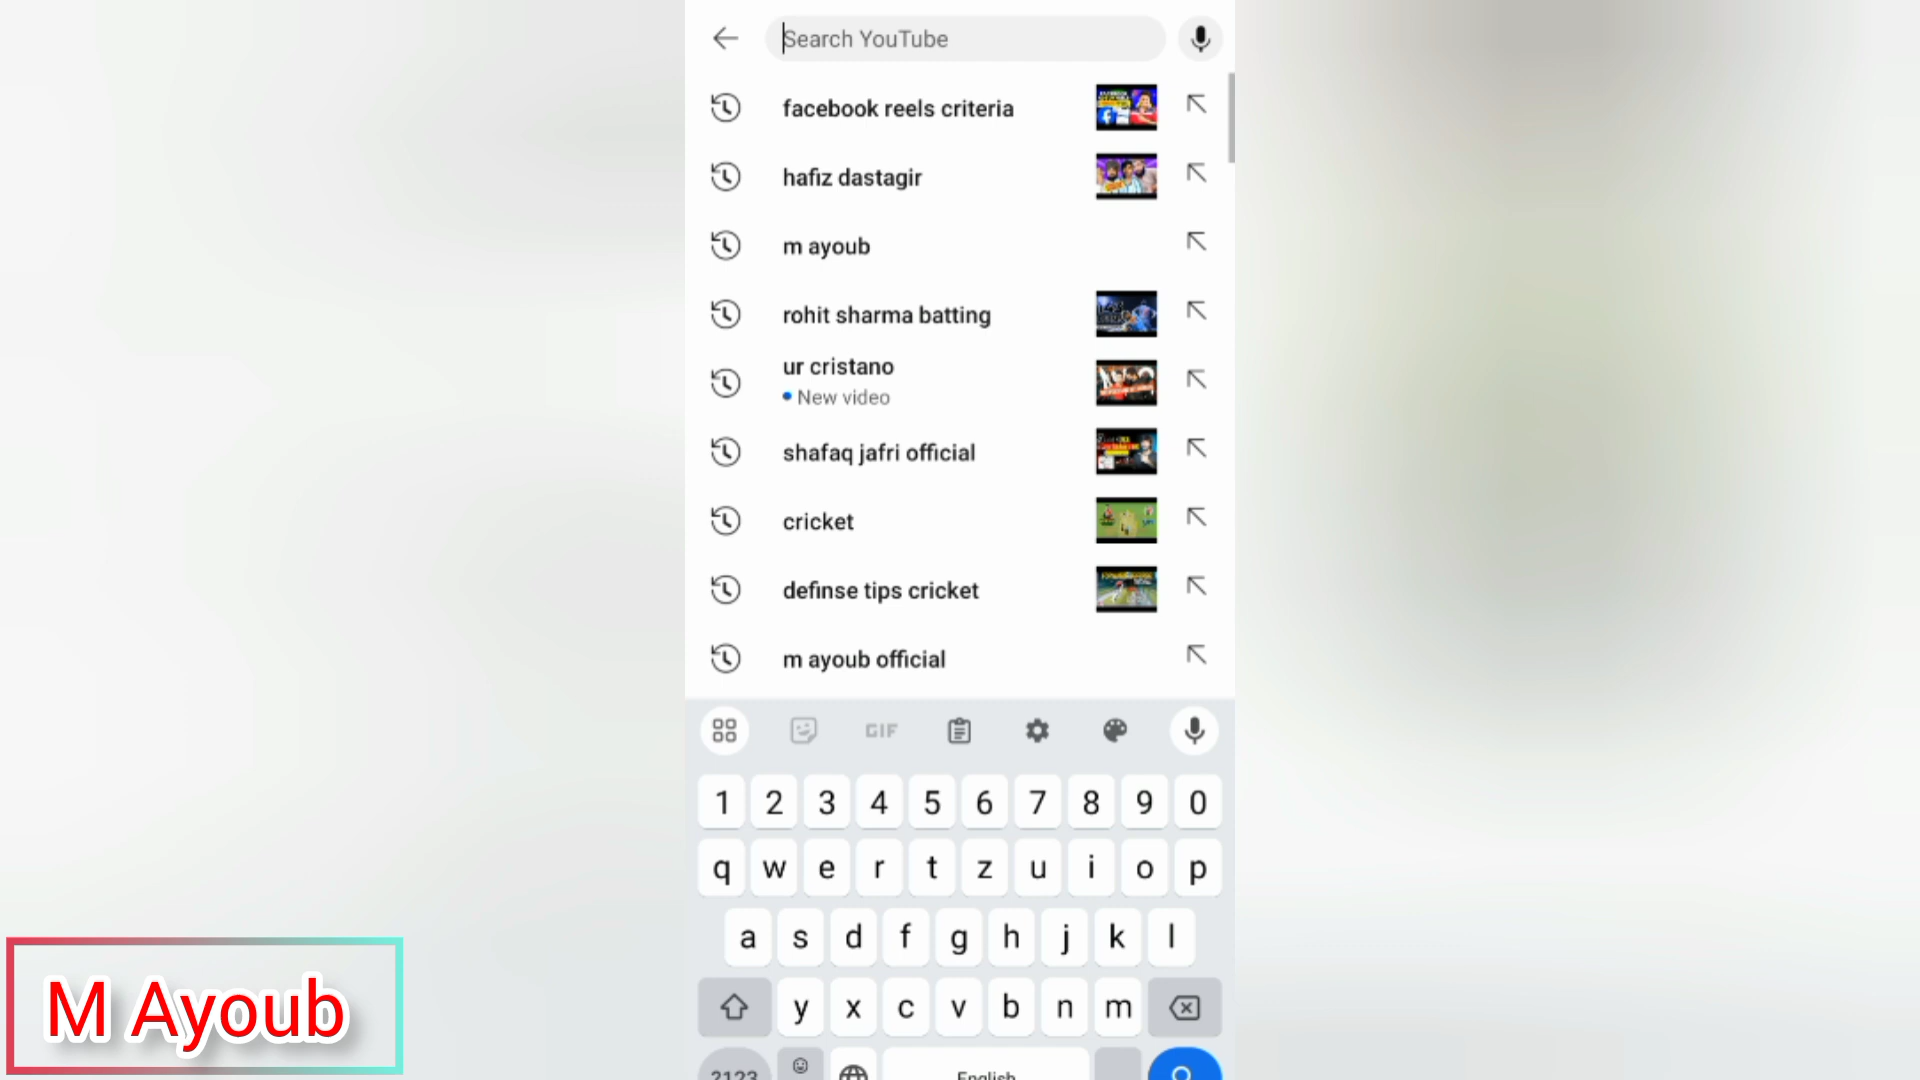 Search YouTube
facebook reels criteria
hafiz dastagir
m ayoub
rohit sharma batting
ur cristano
New video
shafaq jafri official
cricket
definse tips cricket
m ayoub official
GIF
1 2 3 4 5 6 7 8 9 0
q w e r t z u i o p
a s d f g h j k l
y x c v b n m
?123 English
M Ayoub